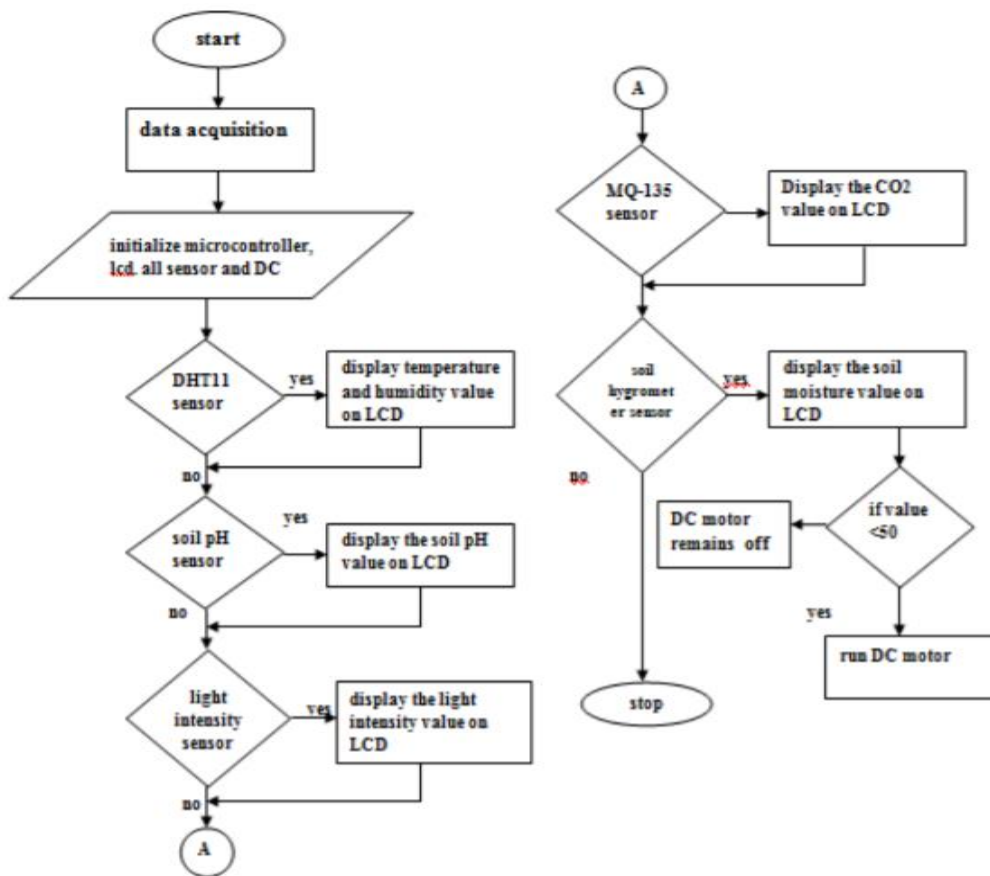 start
data acquisition
initialize microcontroller,
lcd. all sensor and DC
DHT11
sensor
yes
display temperature
and humidity value
on LCD
no
soil pH
sensor
yes
display the soil pH
value on LCD
no
light
intensity
sensor
yes
display the light
intensity value on
LCD
no
A
A
MQ-135
sensor
Display the CO2
value on LCD
soil
hygromet
er sensor
yes
display the soil
moisture value on
LCD
no
if value
<50
DC motor
remains off
yes
run DC motor
stop